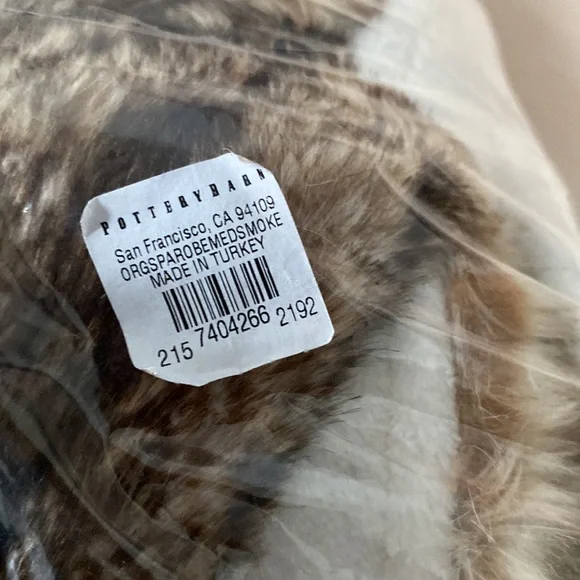 POTTERYBARN
San Francisco, CA 94109
ORGSPAROBEMEDSMOKE
MADE IN TURKEY
215 7404266 2192